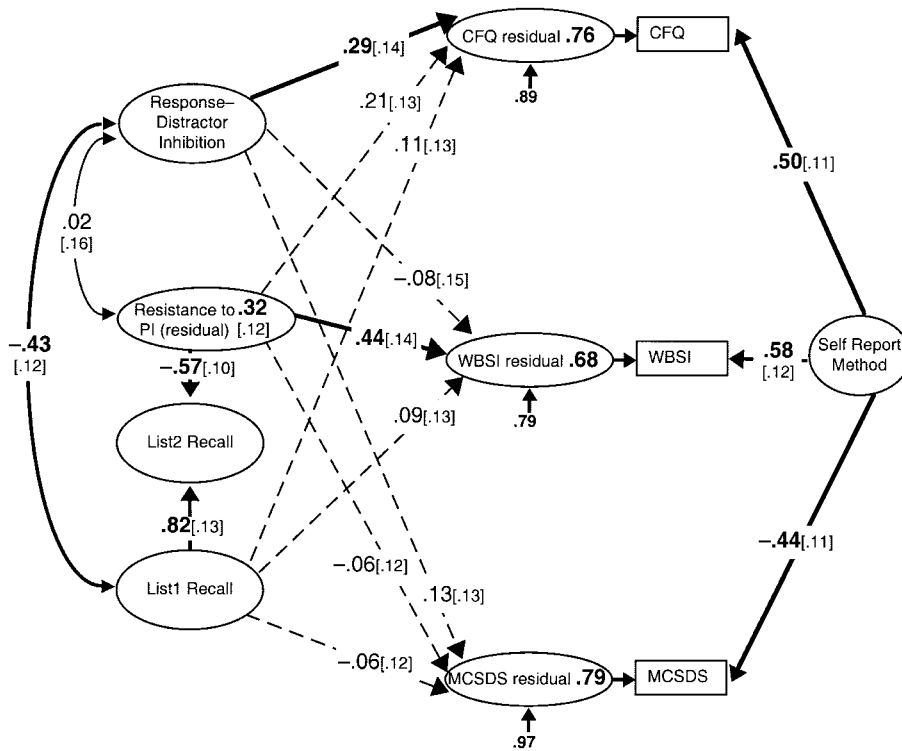 CFQ residual .76
CFQ
.29[.14]
.89
.21[.13]
Response–
Distractor
Inhibition
.11[.13]
.50[.11]
.02
[.16]
–.08[.15]
Resistance to .32
PI (residual) [.12]
.44[.14]
–.43
[.12]
WBSI residual .68
WBSI
.58
[.12]
Self Report
Method
–.57[.10]
.79
.09[.13]
List2 Recall
.82[.13]
–.06[.12]
–.44[.11]
List1 Recall
.13[.13]
–.06[.12]
MCSDS residual .79
MCSDS
.97